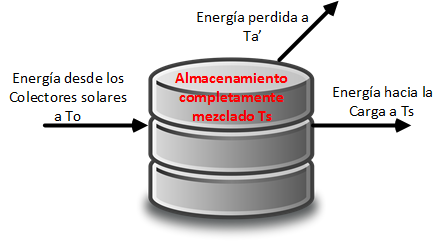 Energía perdida a
Ta’
Energía desde los
Colectores solares
a To
Almacenamiento
completamente
mezclado Ts
Energía hacia la
Carga a Ts